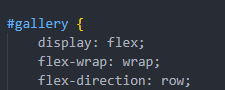 #gallery {
    display: flex;
    flex-wrap: wrap;
    flex-direction: row;